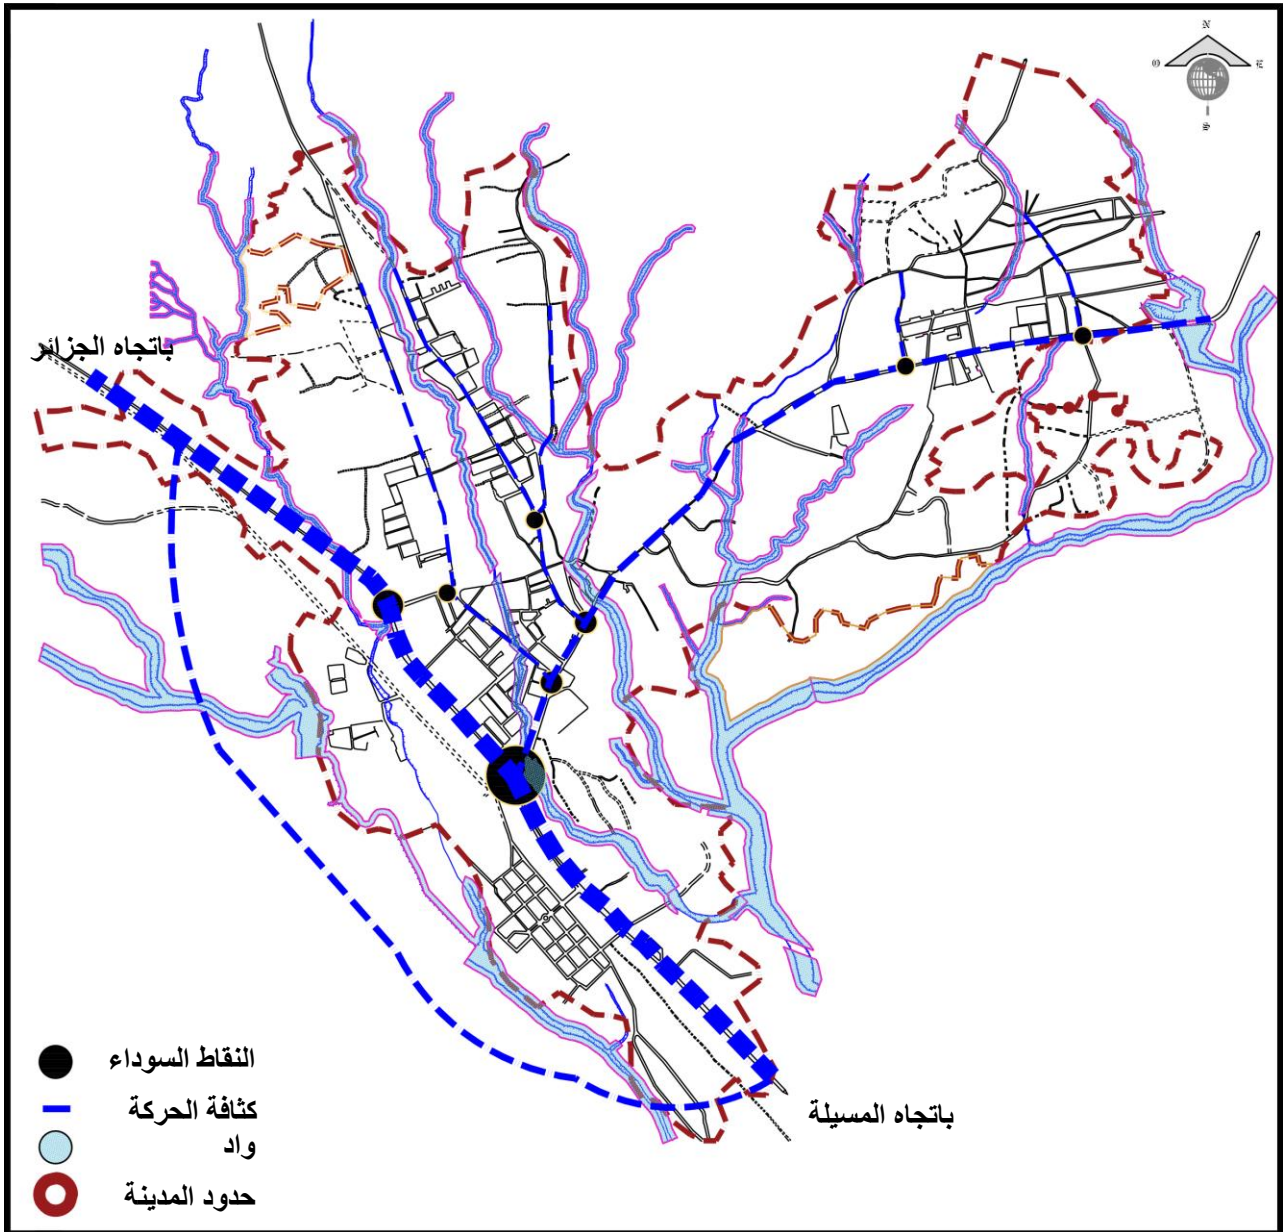 N
O
E
S
باتجاه الجزائر
النقاط السوداء
كثافة الحركة
باتجاه المسيلة
واد
حدود المدينة